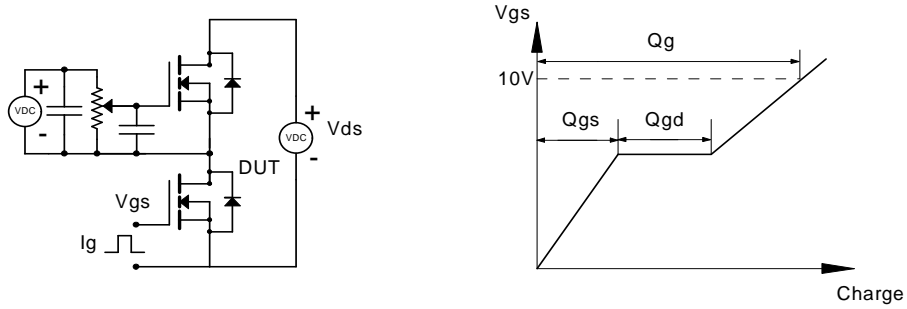 +
VDC
-
+
VDC
-
Vds
DUT
Vgs
Ig
Vgs
Qg
10V
Qgs
Qgd
Charge